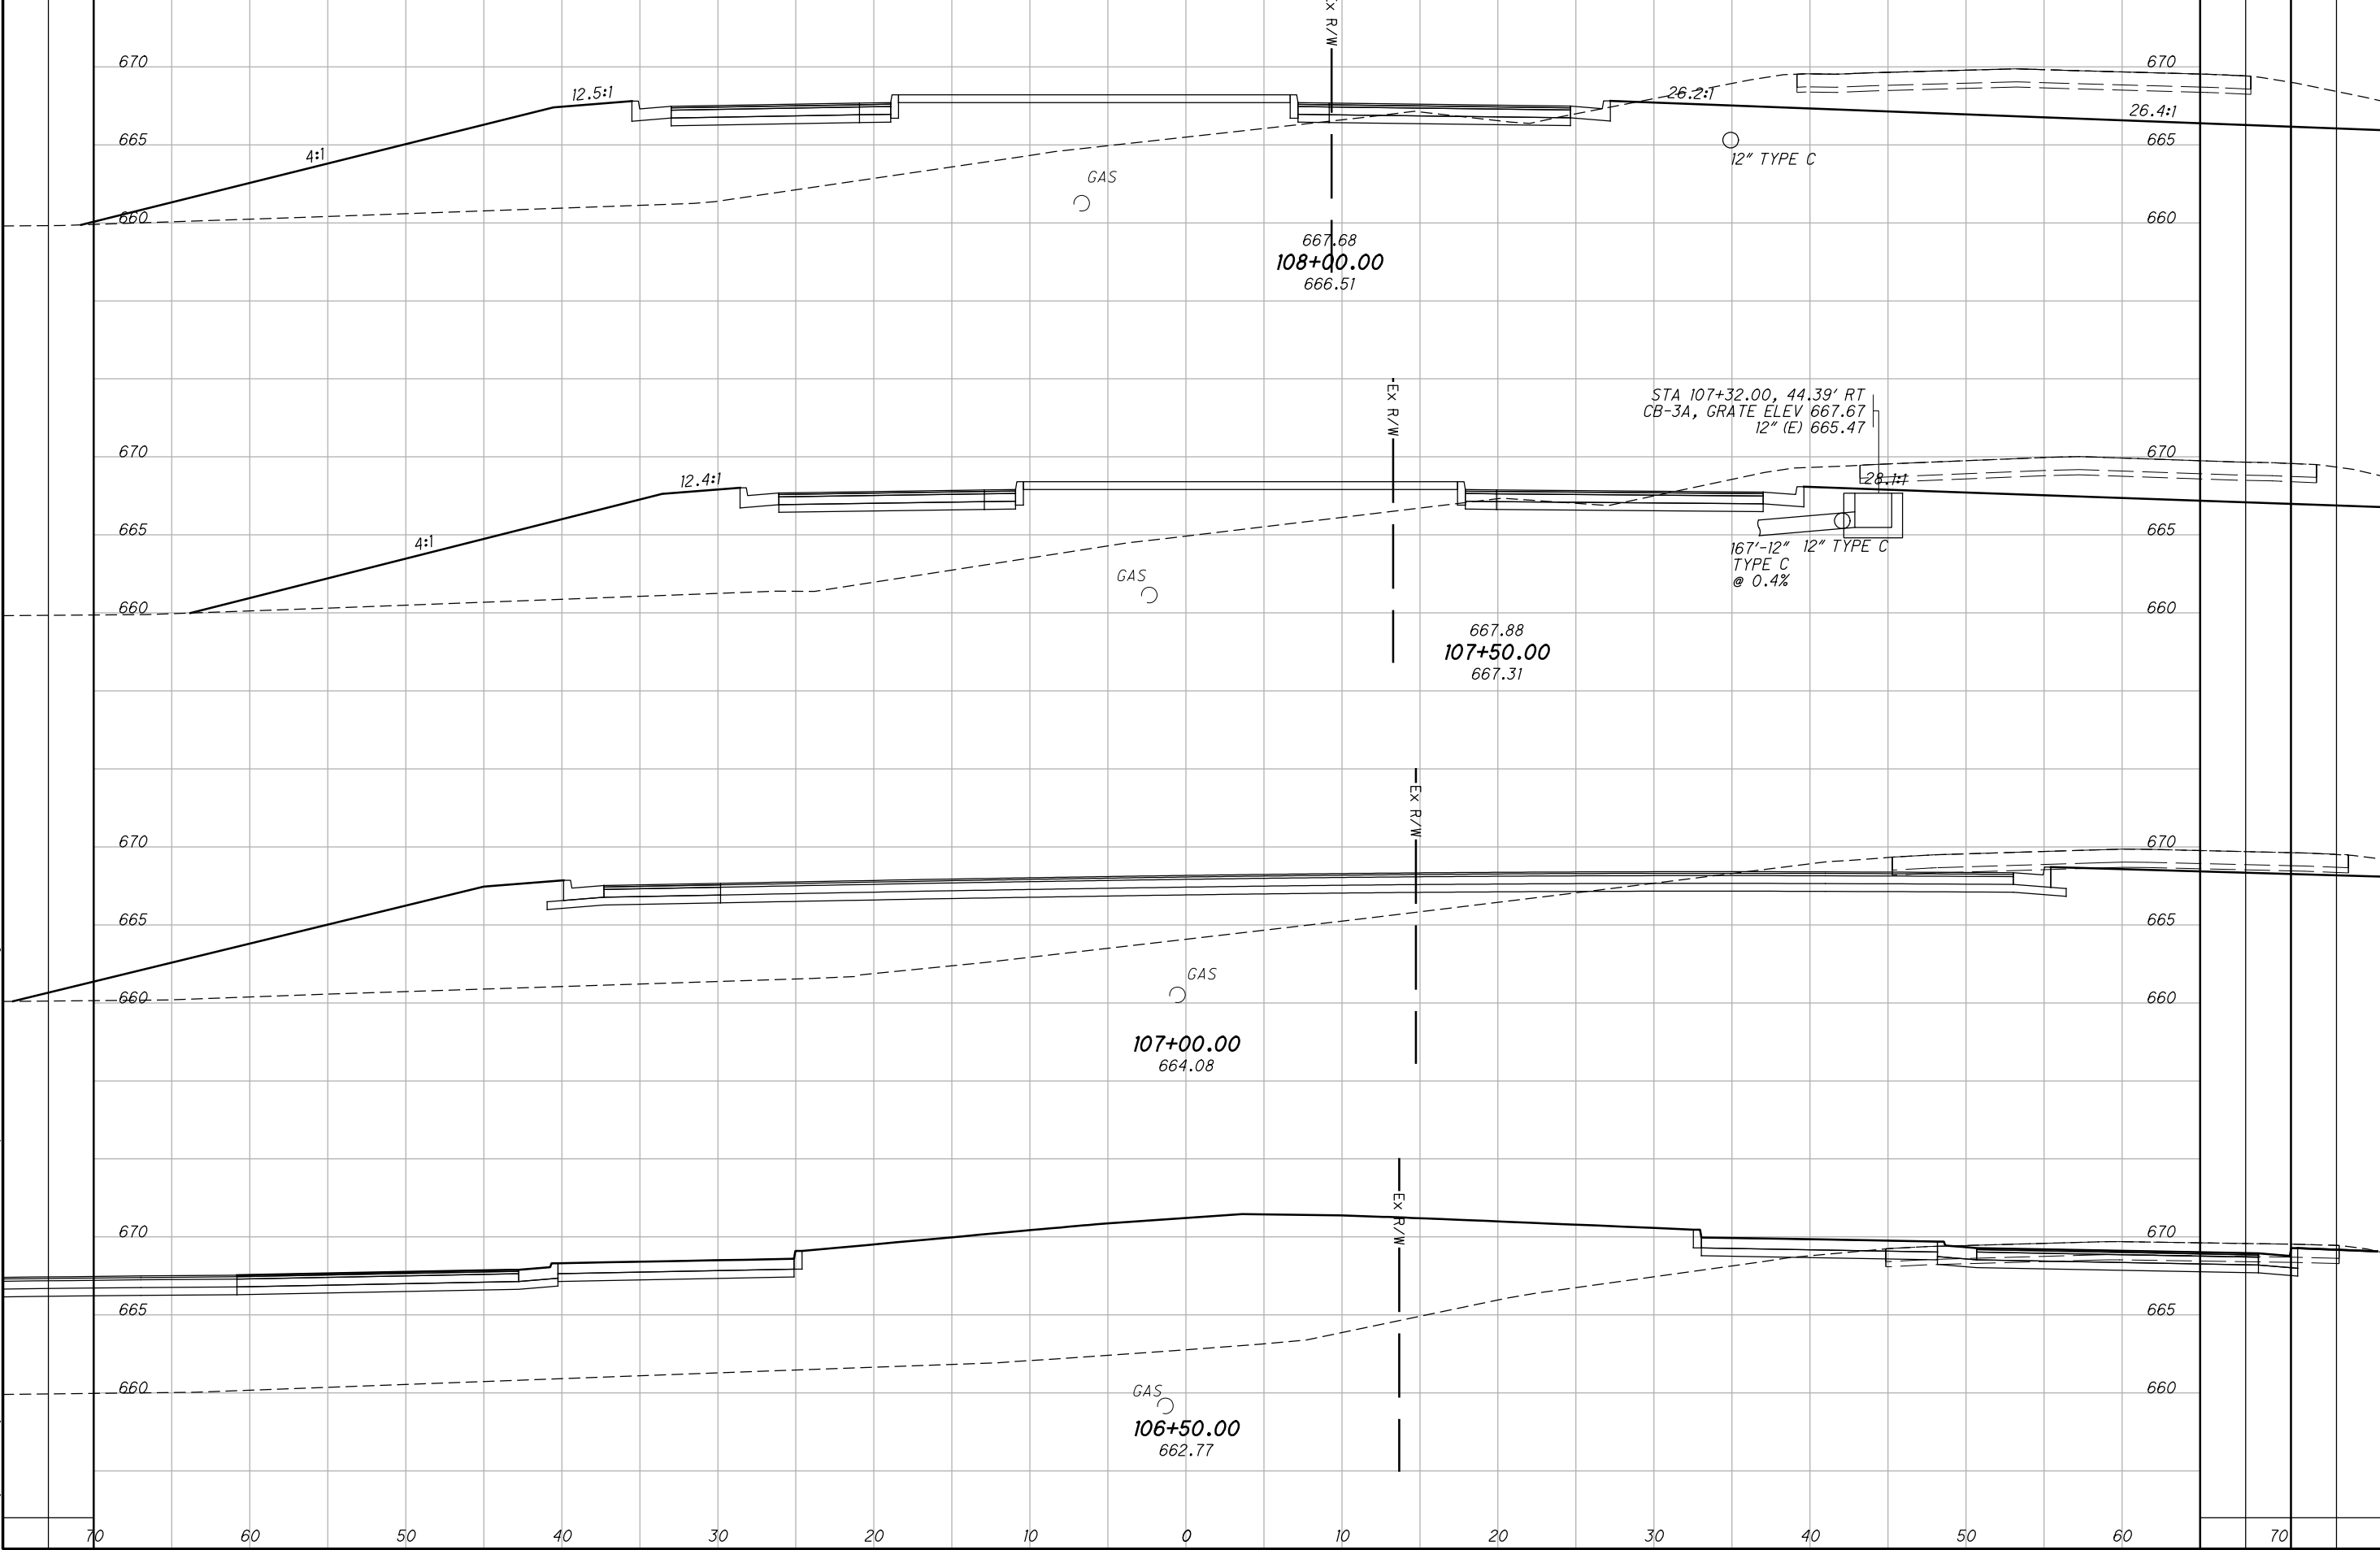 Ex R/W
670
670
12.5:1
26.2:1
26.4:1
4:1
665
665
12" TYPE C
GAS
660
660
667.68
108+00.00
666.51
Ex R/W
STA 107+32.00, 44.39' RT
CB-3A, GRATE ELEV 667.67
12" (E) 665.47
670
670
12.4:1
28.1:1
4:1
665
665
167'-12" 12" TYPE C
TYPE C
@ 0.4%
GAS
660
660
667.88
107+50.00
667.31
Ex R/W
670
670
665
665
GAS
660
660
107+00.00
664.08
Ex R/W
670
670
665
665
660
660
GAS
106+50.00
662.77
70 60 50 40 30 20 10 0 10 20 30 40 50 60 70